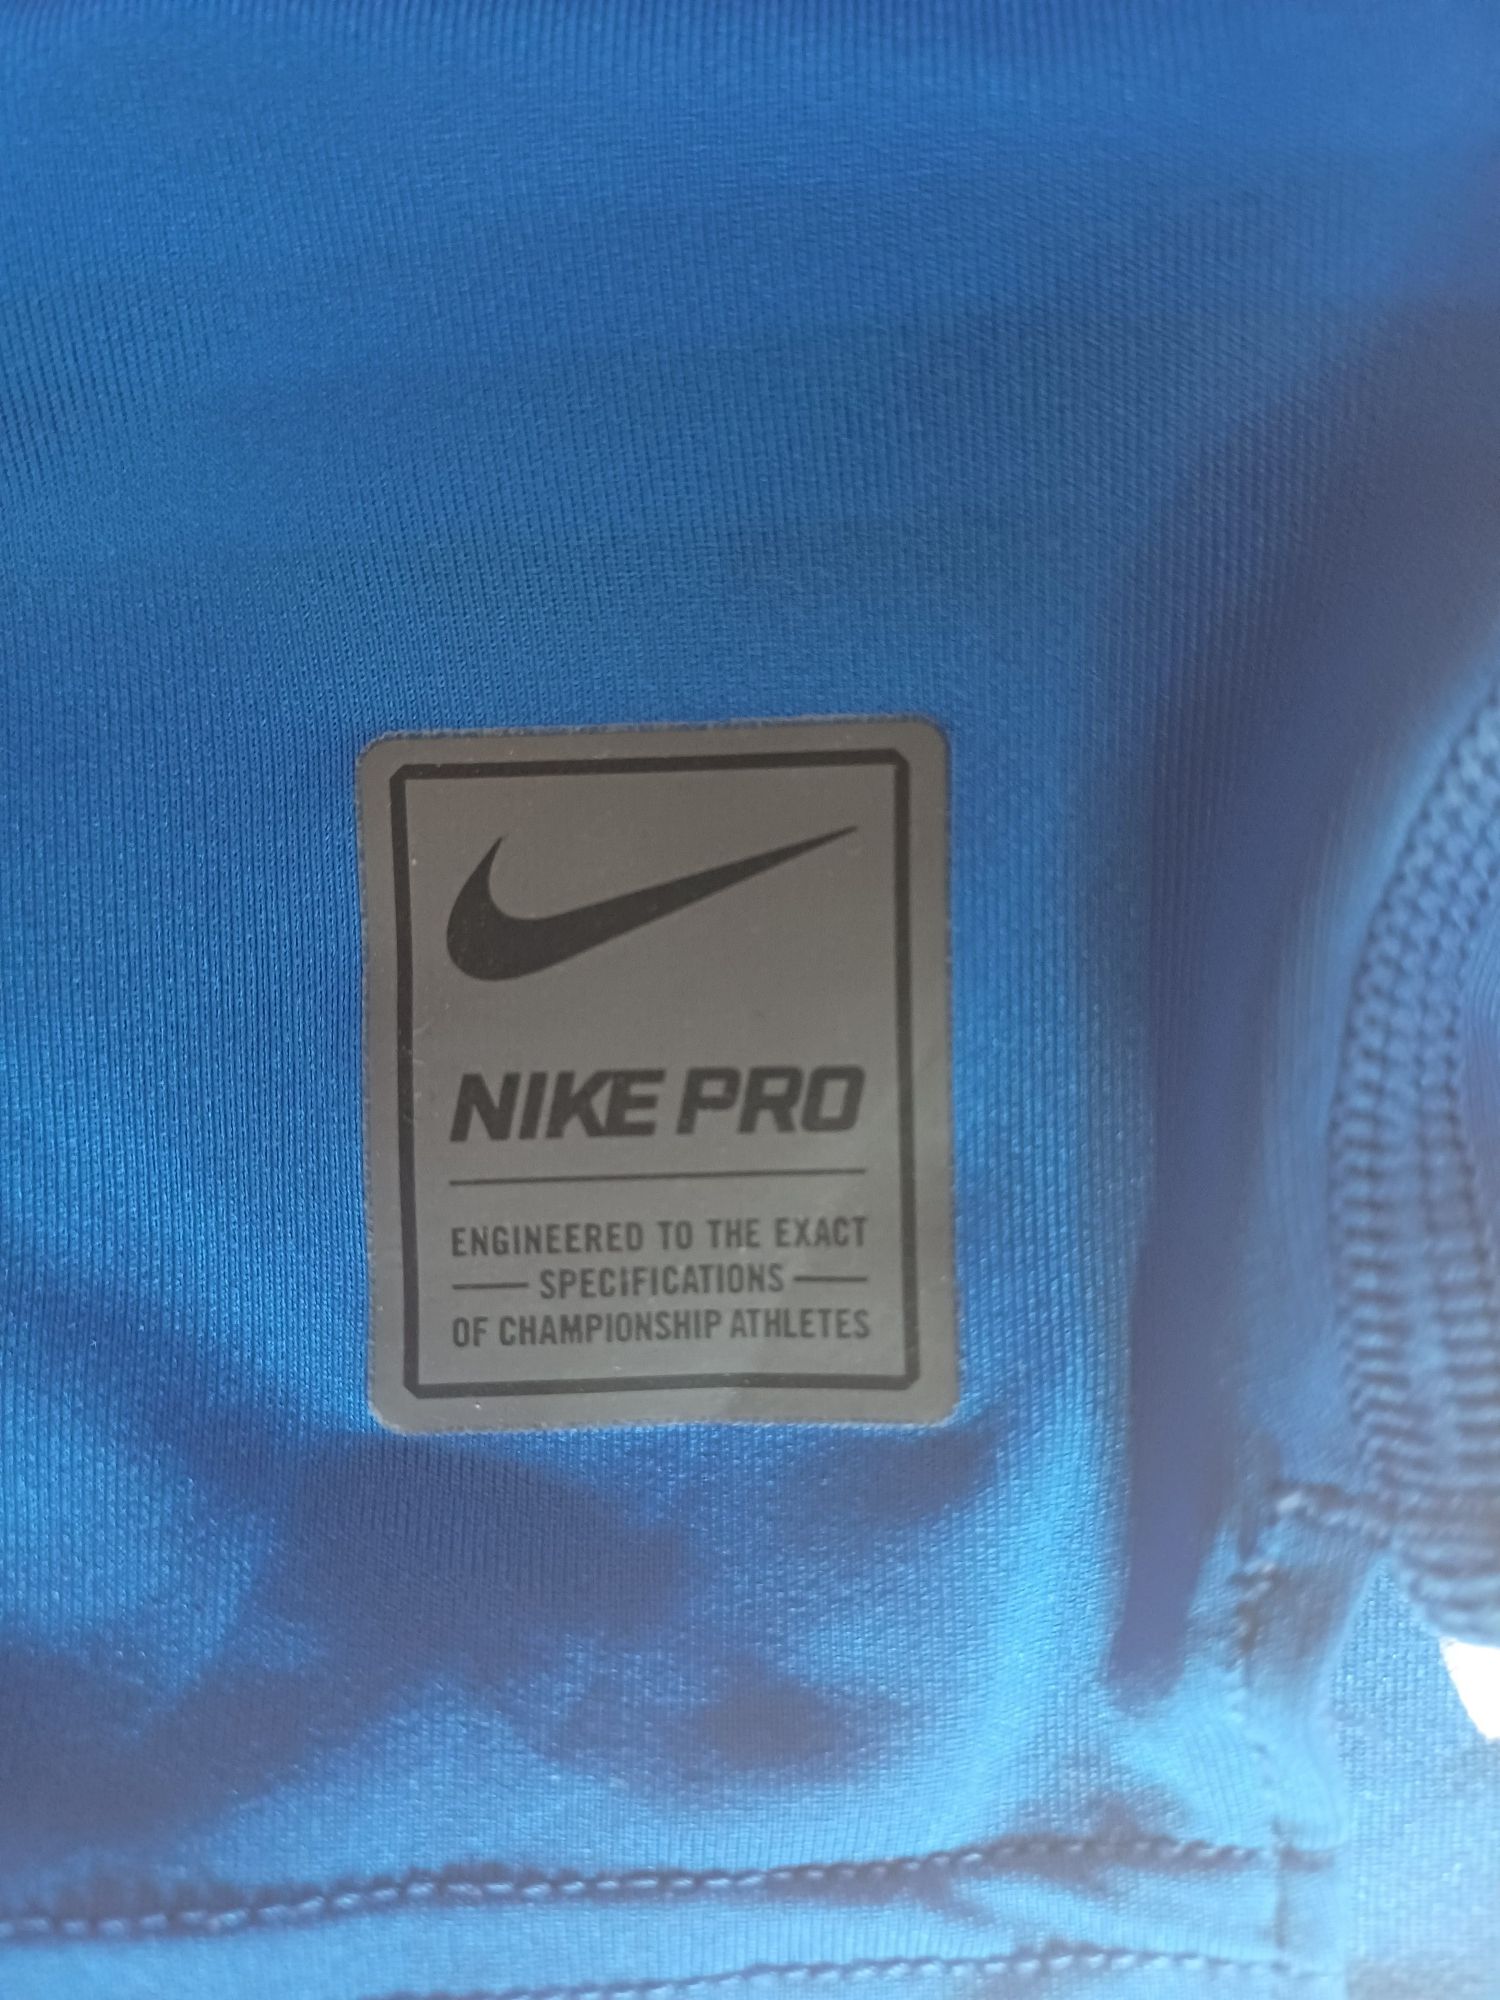 NIKE PRO
ENGINEERED TO THE EXACT
SPECIFICATIONS
OF CHAMPIONSHIP ATHLETES